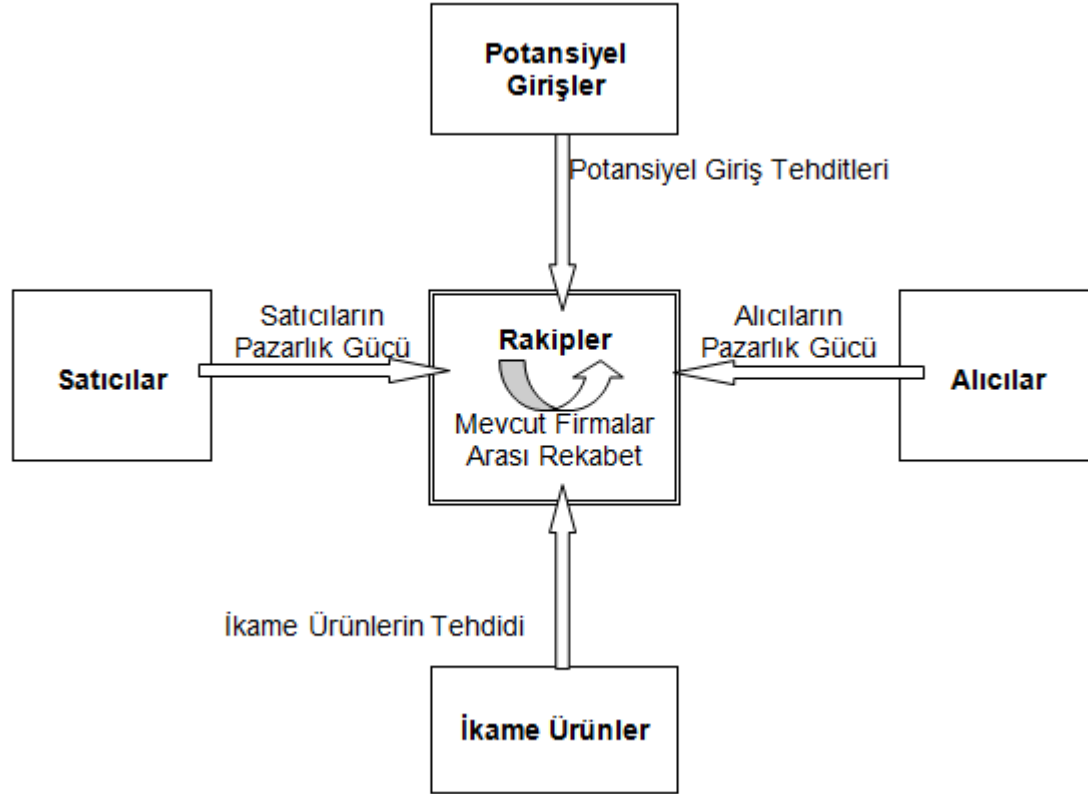 Potansiyel
Girişler
Potansiyel Giriş Tehditleri
Satıcılar
Satıcıların
Pazarlık Gücü
Rakipler
Mevcut Firmalar
Arası Rekabet
Alıcıların
Pazarlık Gücü
Alıcılar
İkame Ürünlerin Tehdidi
İkame Ürünler